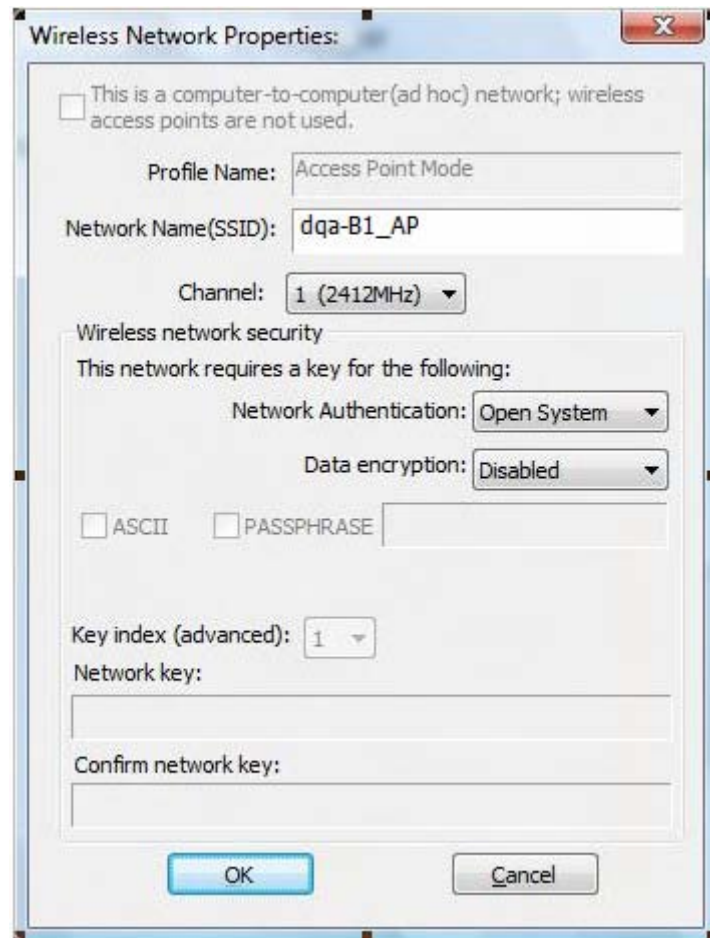 Wireless Network Properties:
This is a computer-to-computer(ad hoc) network; wireless
access points are not used.
Profile Name: Access Point Mode
Network Name(SSID): dqa-B1_AP
Channel: 1 (2412MHz)
Wireless network security
This network requires a key for the following:
Network Authentication: Open System
Data encryption: Disabled
ASCII PASSPHRASE
Key index (advanced): 1
Network key:
Confirm network key:
OK Cancel